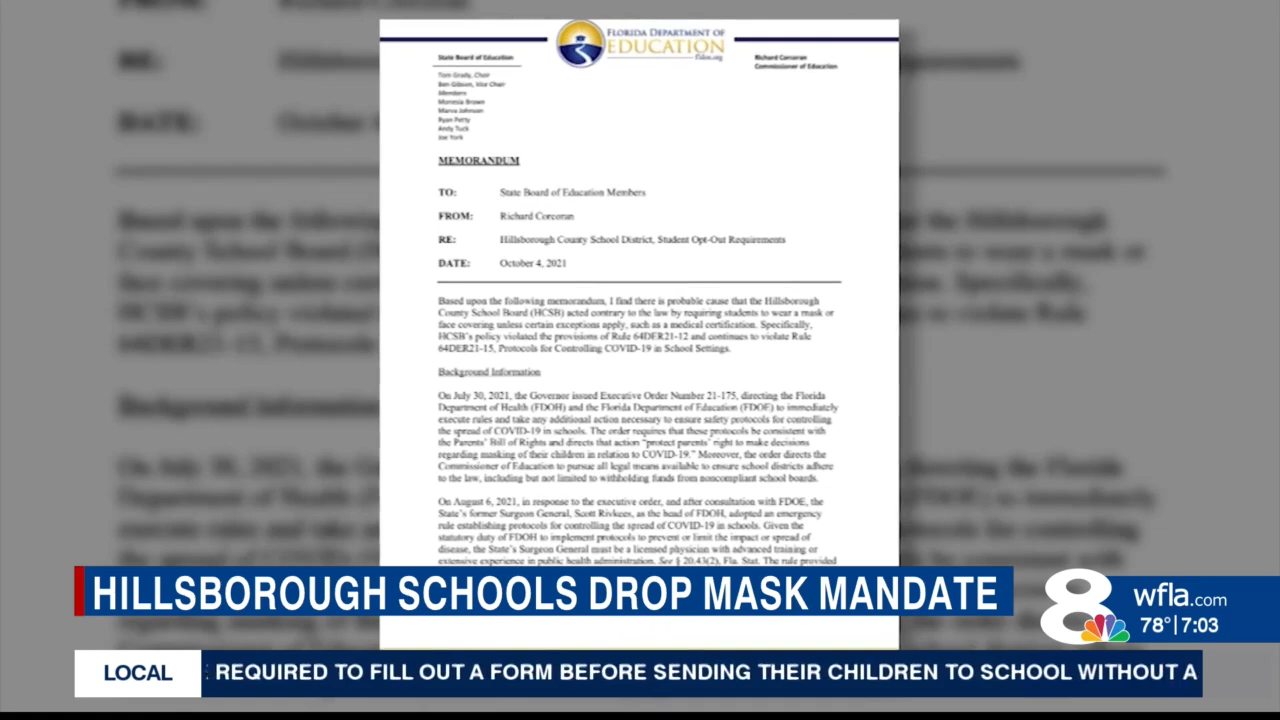 FLORIDA DEPARTMENT OF
EDUCATION
fldoe.org
State Board of Education
Tom Grady, Chair
Ben Gibson, Vice Chair
Members
Monesia Brown
Marva Johnson
Ryan Petty
Andy Tuck
Joe York
Richard Corcoran
Commissioner of Education
MEMORANDUM
TO: State Board of Education Members
FROM: Richard Corcoran
RE: Hillsborough County School District, Student Opt-Out Requirements
DATE: October 4, 2021
Based upon the following memorandum, I find there is probable cause that the Hillsborough
County School Board (HCSB) acted contrary to the law by requiring students to wear a mask or
face covering unless certain exceptions apply, such as a medical certification. Specifically,
HCSB's policy violated the provisions of Rule 64DER21-12 and continues to violate Rule
64DER21-15, Protocols for Controlling COVID-19 in School Settings.
Background Information
On July 30, 2021, the Governor issued Executive Order Number 21-175, directing the Florida
Department of Health (FDOH) and the Florida Department of Education (FDOE) to immediately
execute rules and take any additional action necessary to ensure safety protocols for controlling
the spread of COVID-19 in schools. The order requires that these protocols be consistent with
the Parents' Bill of Rights and directs that action "protect parents' right to make decisions
regarding masking of their children in relation to COVID-19." Moreover, the order directs the
Commissioner of Education to pursue all legal means available to ensure school districts adhere
to the law, including but not limited to withholding funds from noncompliant school boards.
On August 6, 2021, in response to the executive order, and after consultation with FDOE, the
State's former Surgeon General, Scott Rivkees, as the head of FDOH, adopted an emergency
rule establishing protocols for controlling the spread of COVID-19 in schools. Given the
statutory duty of FDOH to implement protocols to prevent or limit the impact or spread of
disease, the State's Surgeon General must be a licensed physician with advanced training or
extensive experience in public health administration. See § 20.43(2), Fla. Stat. The rule provided
HILLSBOROUGH SCHOOLS DROP MASK MANDATE
8 wfla.com
78° | 7:03
LOCAL REQUIRED TO FILL OUT A FORM BEFORE SENDING THEIR CHILDREN TO SCHOOL WITHOUT A